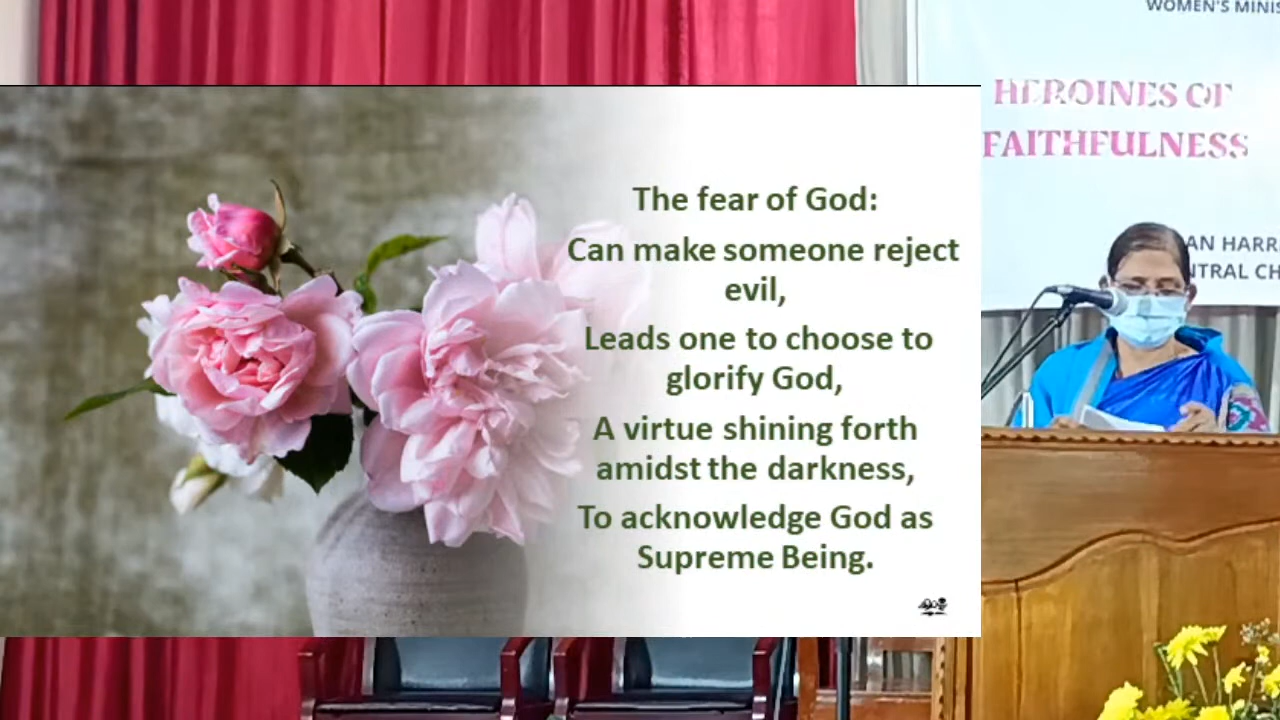 WOMEN'S
HEROINES OF
FAITHFULNESS
The fear of God:
Can make someone reject
evil,
Leads one to choose to
glorify God,
A virtue shining forth
amidst the darkness,
To acknowledge God as
Supreme Being.